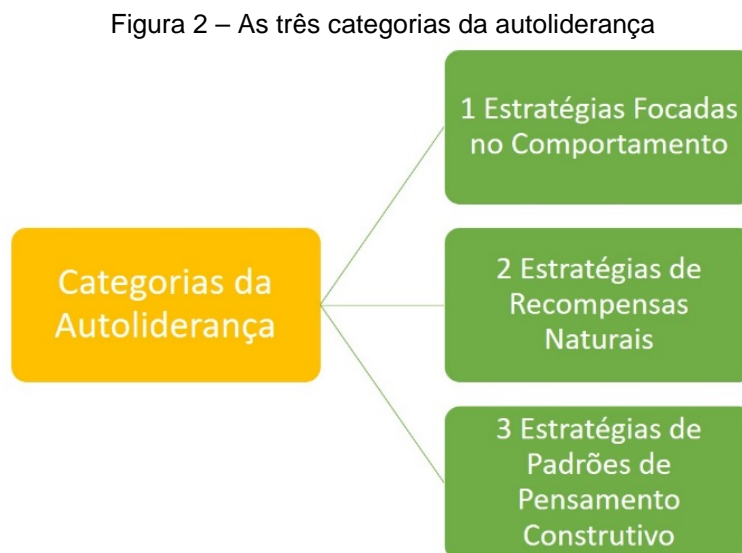 Figura 2 – As três categorias da autoliderança
Categorias da
Autoliderança
1 Estratégias Focadas
no Comportamento
2 Estratégias de
Recompensas
Naturais
3 Estratégias de
Padrões de
Pensamento
Construtivo